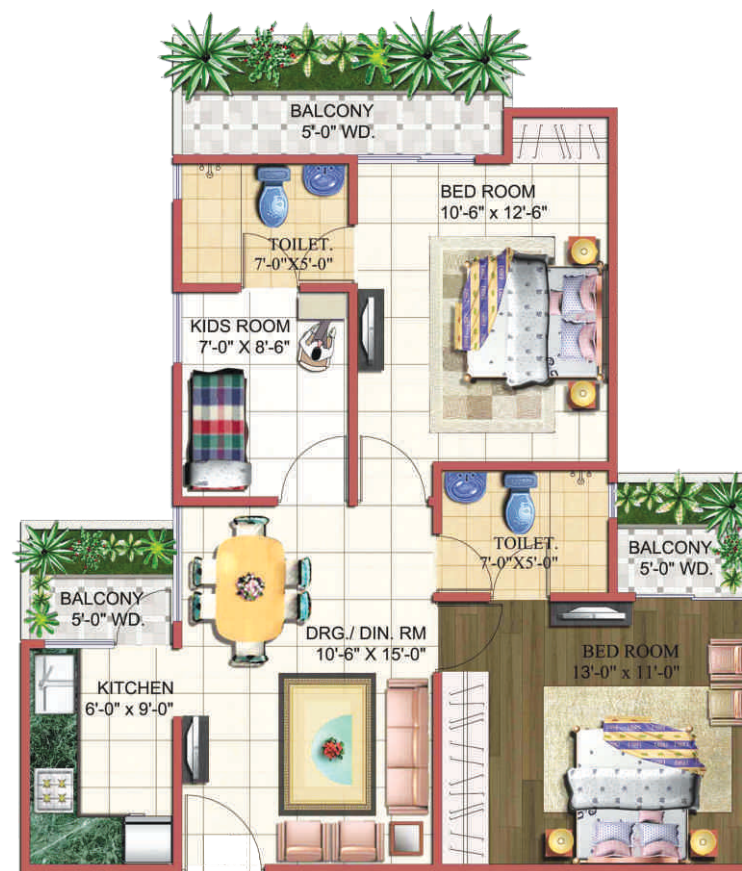 BALCONY
5'-0" WD.
BED ROOM
10'-6" x 12'-6"
TOILET.
7'-0"X5'-0"
KIDS ROOM
7'-0" X 8'-6"
TOILET.
7'-0"X5'-0"
BALCONY
5'-0" WD.
BALCONY
5'-0" WD.
DRG./ DIN. RM
10'-6" X 15'-0"
BED ROOM
13'-0" x 11'-0"
KITCHEN
6'-0" x 9'-0"